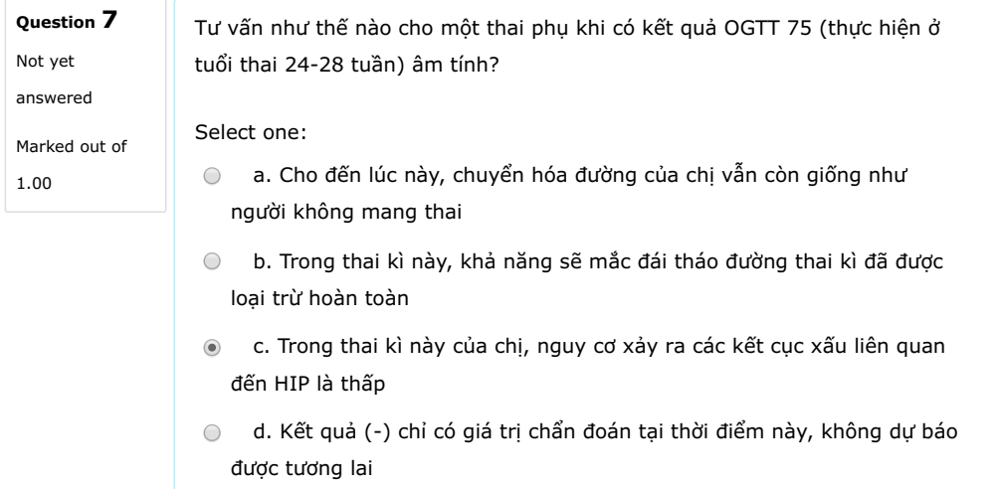 Question 7
Not yet
answered
Marked out of
1.00
Tư vấn như thế nào cho một thai phụ khi có kết quả OGTT 75 (thực hiện ở
tuổi thai 24-28 tuần) âm tính?
Select one:
a. Cho đến lúc này, chuyển hóa đường của chị vẫn còn giống như
người không mang thai
b. Trong thai kì này, khả năng sẽ mắc đái tháo đường thai kì đã được
loại trừ hoàn toàn
c. Trong thai kì này của chị, nguy cơ xảy ra các kết cục xấu liên quan
đến HIP là thấp
d. Kết quả (-) chỉ có giá trị chẩn đoán tại thời điểm này, không dự báo
được tương lai